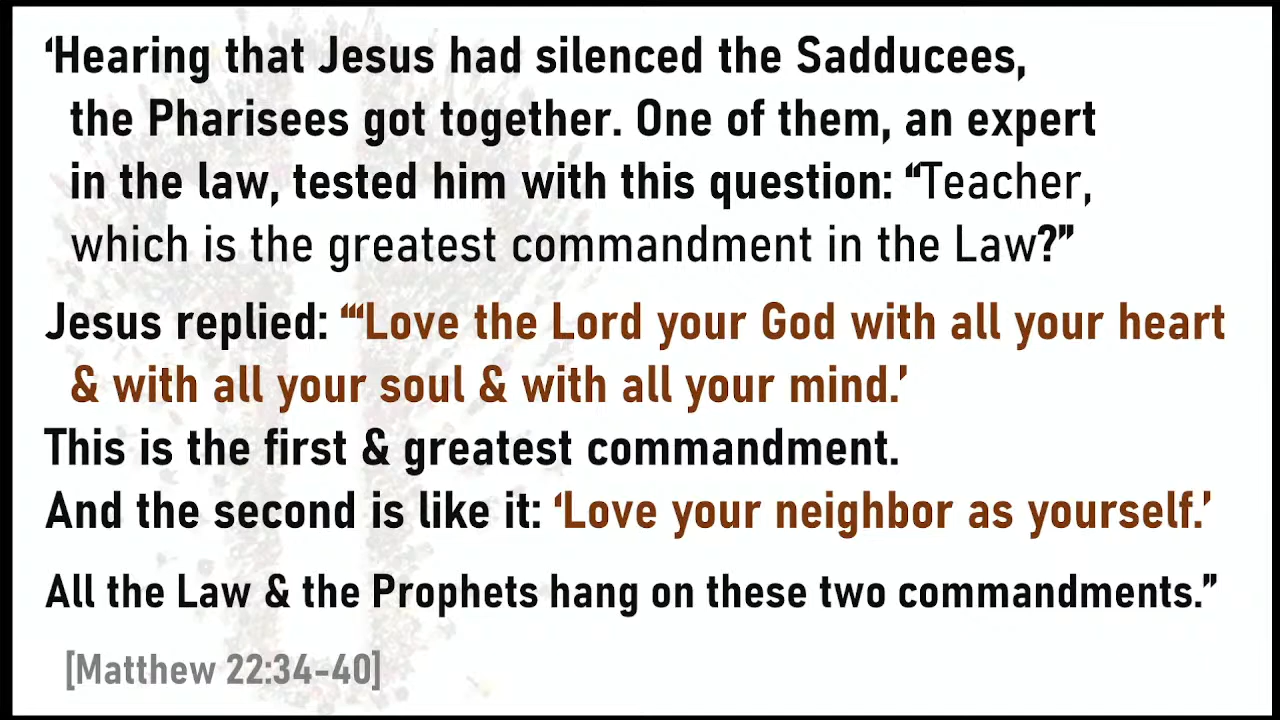 ‘Hearing that Jesus had silenced the Sadducees,
the Pharisees got together. One of them, an expert
in the law, tested him with this question: “Teacher,
which is the greatest commandment in the Law?”
Jesus replied: “‘Love the Lord your God with all your heart
& with all your soul & with all your mind.’
This is the first & greatest commandment.
And the second is like it: ‘Love your neighbor as yourself.’
All the Law & the Prophets hang on these two commandments.”
[Matthew 22:34-40]